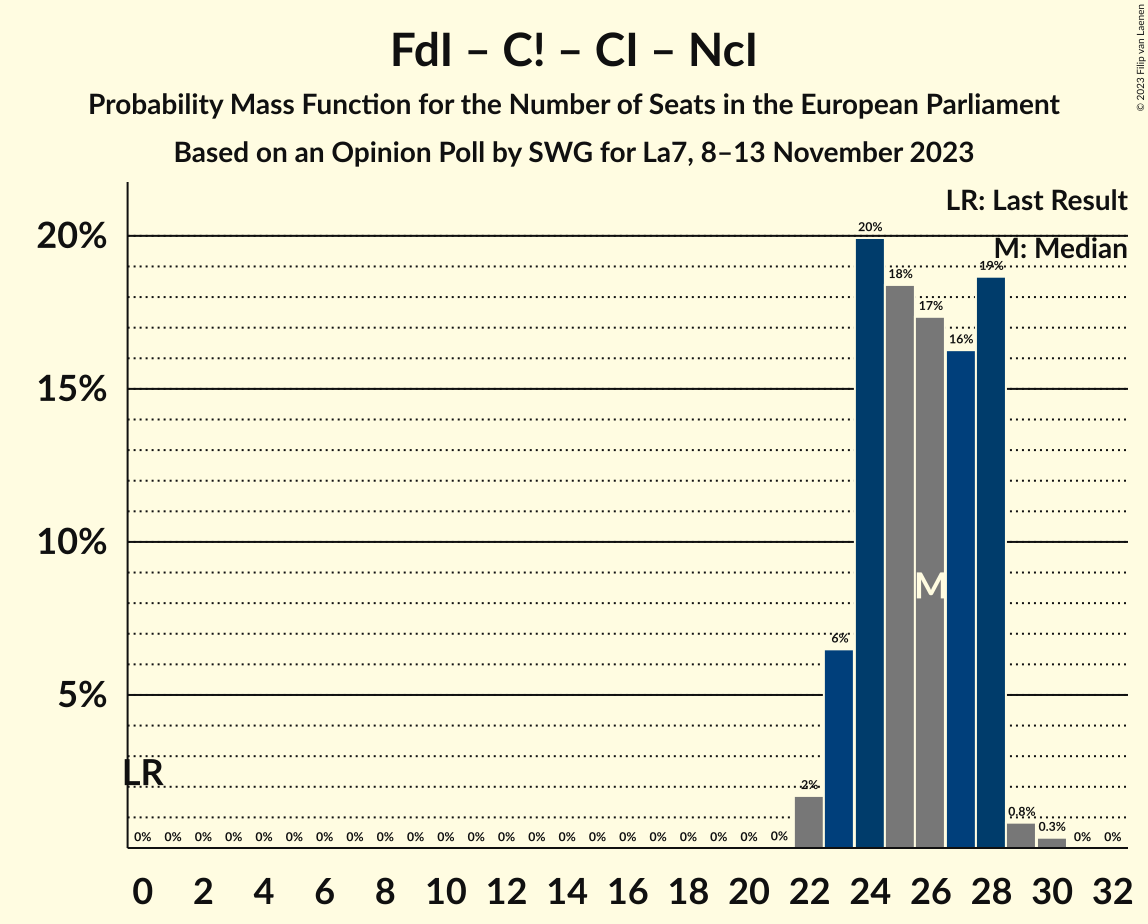 FdI – C! – CI – NcI
Probability Mass Function for the Number of Seats in the European Parliament
Based on an Opinion Poll by SWG for La7, 8–13 November 2023
© 2023 Filip van Laenen
LR: Last Result
M: Median
20%
15%
10%
5%
LR
M
0% 0% 0% 0% 0% 0% 0% 0% 0% 0% 0% 0% 0% 0% 0% 0% 0% 0% 0% 0% 0% 0% 2% 6% 20% 18% 17% 16% 19% 0.8% 0.3% 0% 0%
0 2 4 6 8 10 12 14 16 18 20 22 24 26 28 30 32